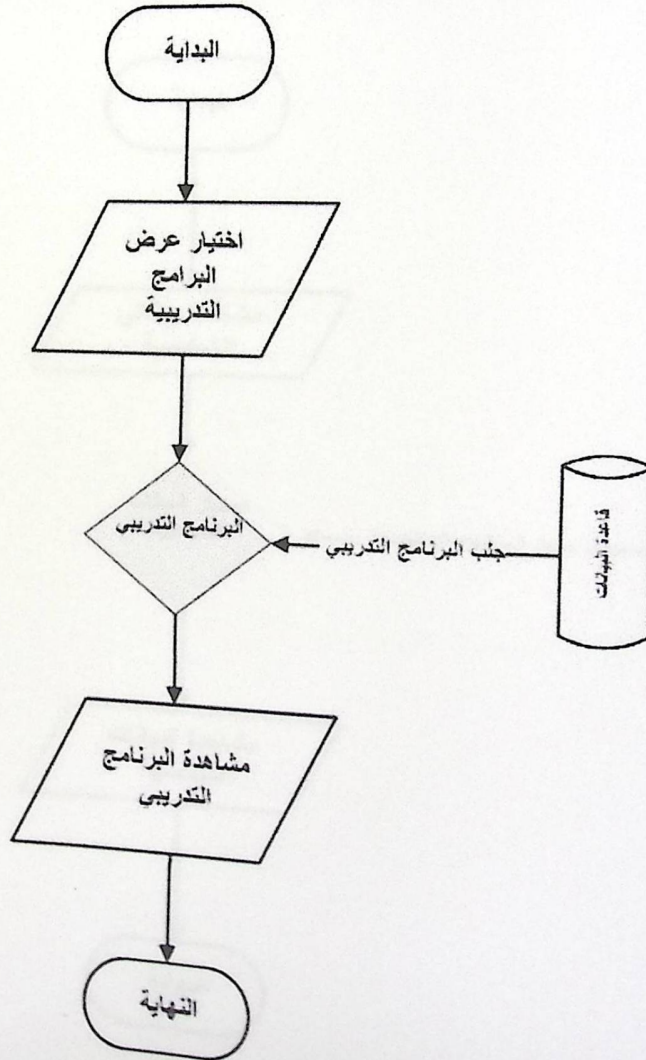 البداية
اختيار عرض
البرامج
التدريبية
البرنامج التدريبي
جلب البرنامج التدريبي
قاعدة البيانات
مشاهدة البرنامج
التدريبي
النهاية